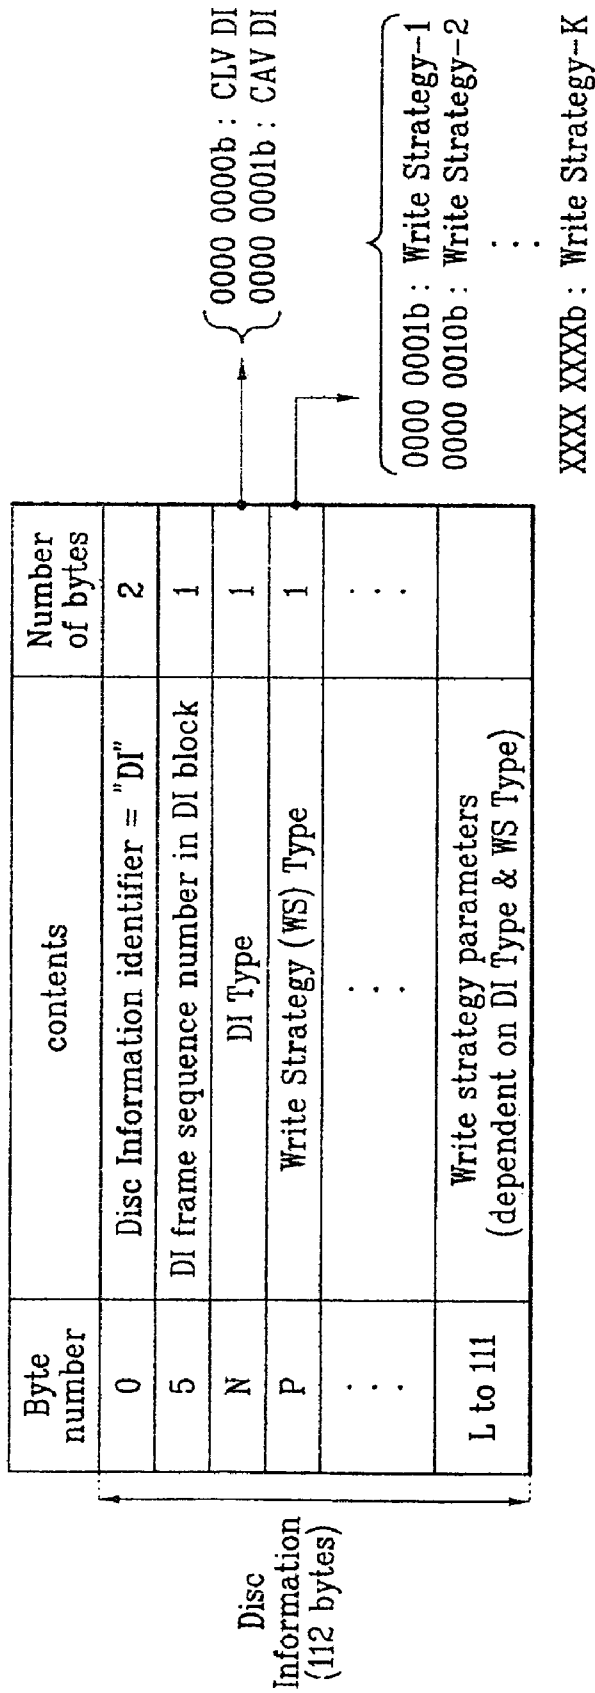 Disc
Information
(112 bytes)
Byte
number
contents
Number
of bytes
0
Disc Information identifier = "DI"
2
5
DI frame sequence number in DI block
1
N
DI Type
1
P
Write Strategy (WS) Type
1
. . .
. . .
. . .
L to 111
Write strategy parameters
(dependent on DI Type & WS Type)
0000 0000b : CLV DI
0000 0001b : CAV DI
0000 0001b : Write Strategy-1
0000 0010b : Write Strategy-2
. . .
XXXX XXXXb : Write Strategy-K